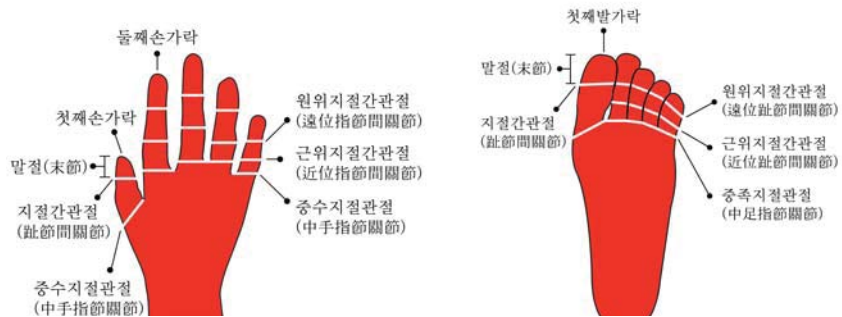 둘째손가락
첫째손가락
말절(末節)
지절간관절
(趾節間關節)
중수지절관절
(中手指節關節)
원위지절간관절
(遠位指節間關節)
근위지절간관절
(近位指節間關節)
중수지절관절
(中手指節關節)
첫째발가락
말절(末節)
지절간관절
(趾節間關節)
원위지절간관절
(遠位趾節間關節)
근위지절간관절
(近位趾節間關節)
중족지절관절
(中足指節關節)